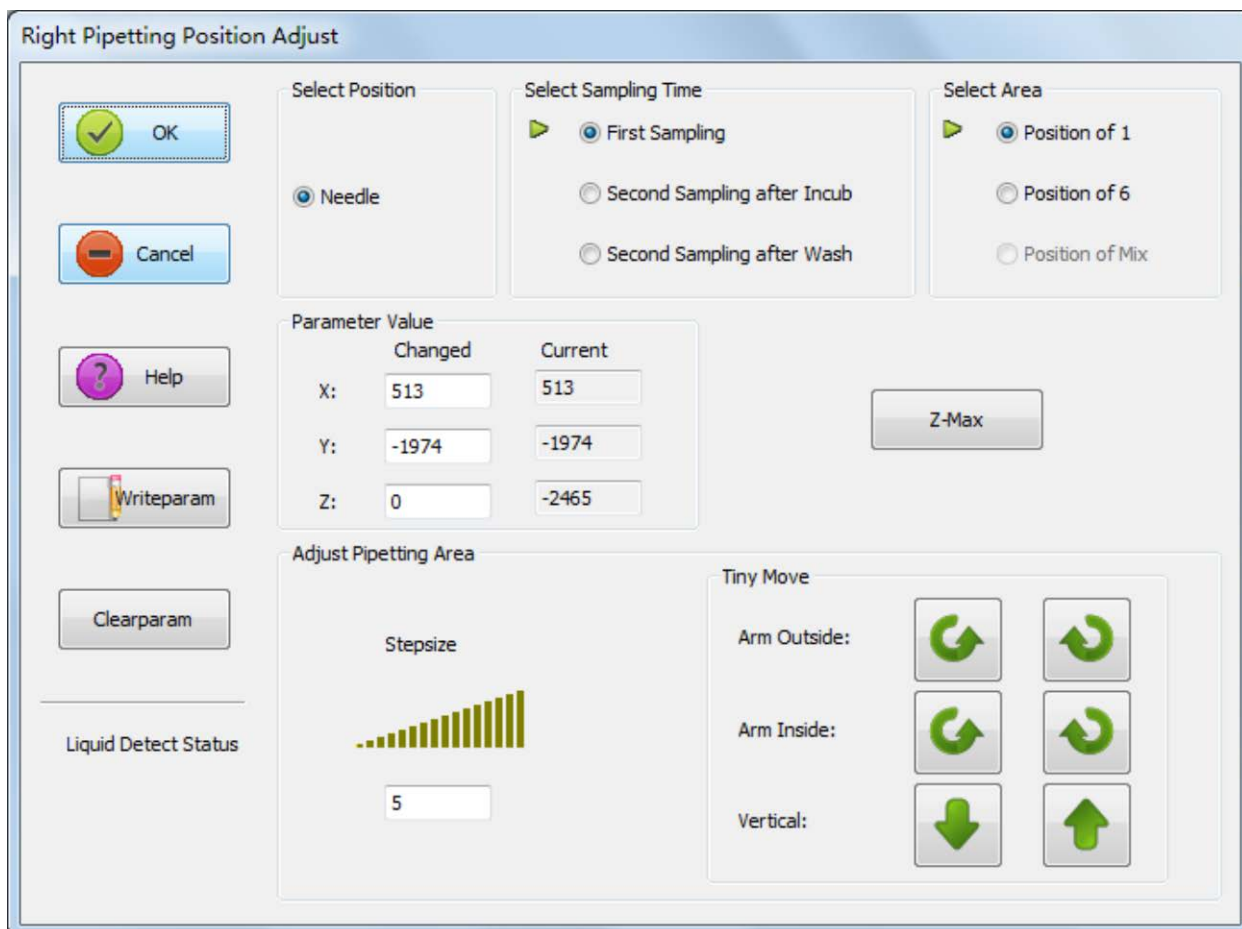 Right Pipetting Position Adjust
OK
Cancel
Help
Writeparam
Clearparam
Liquid Detect Status
Select Position
Needle
Select Sampling Time
First Sampling
Second Sampling after Incub
Second Sampling after Wash
Select Area
Position of 1
Position of 6
Position of Mix
Parameter Value
Changed Current
X: 513 513
Y: -1974 -1974
Z: 0 -2465
Z-Max
Adjust Pipetting Area
Stepsize
5
Tiny Move
Arm Outside:
Arm Inside:
Vertical: